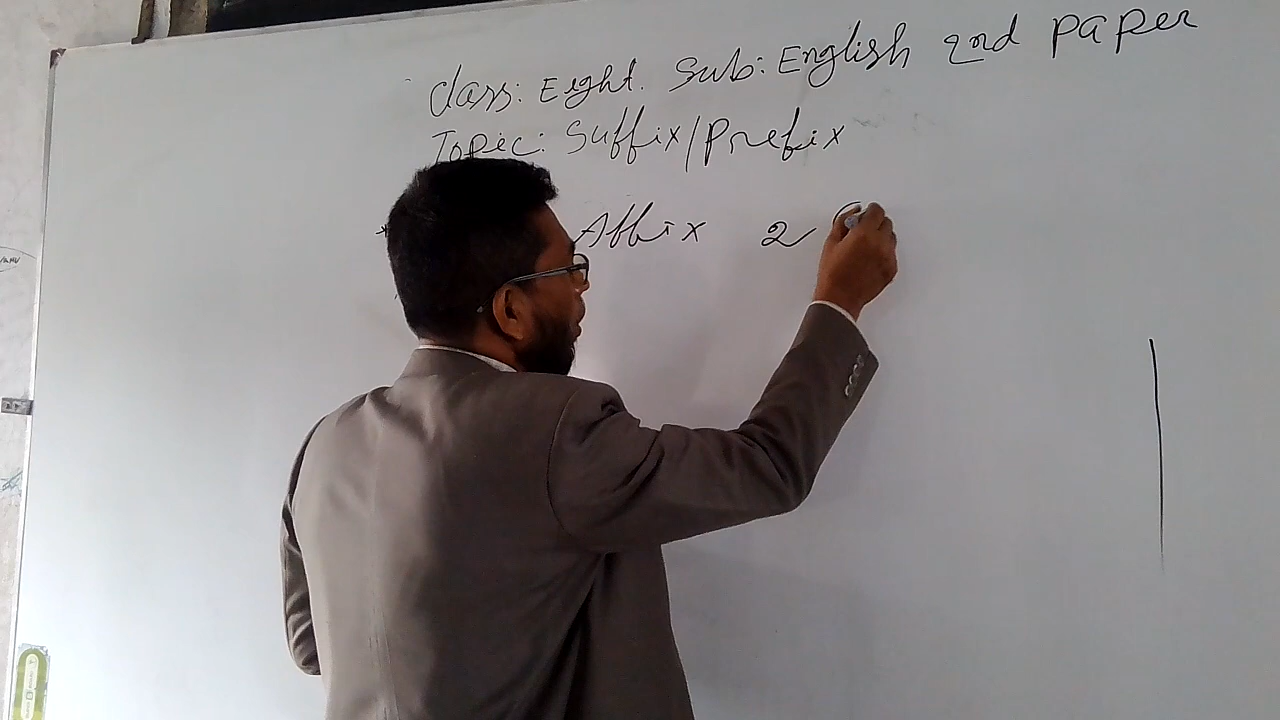 Class: Eight. Sub: English 2nd Paper
Topic: Suffix/Prefix
* Affix 2